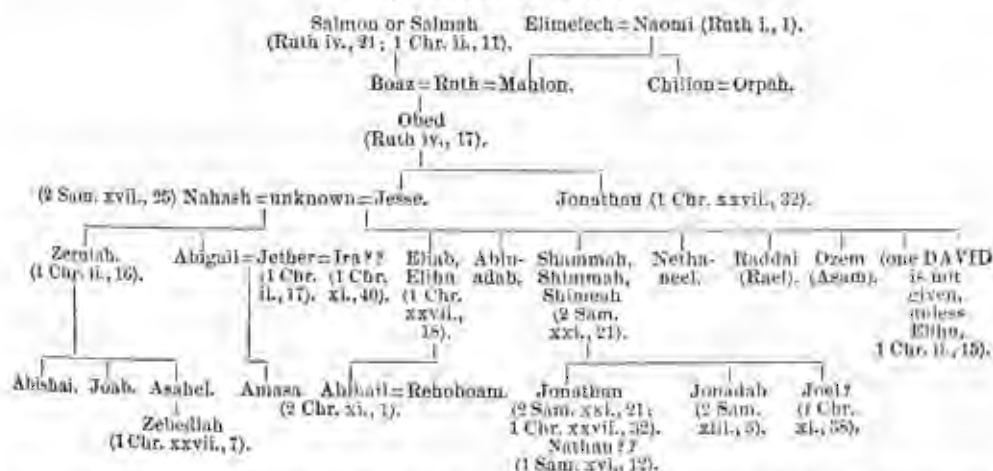 Salmon or Salmah Elimelech = Naomi (Ruth i., 1).
(Ruth iv., 21; 1 Chr. ii., 11).
Boaz = Ruth = Mahlon. Chilion = Orpah.
Obed
(Ruth iv., 17).
(2 Sam. xvii., 25) Nahash = unknown = Jesse. Jonathan (1 Chr. xxvii., 32).
Zeruiah. Abigail = Jether = Ira?? Eliab, Abin- Shammah, Netha- Raddai Ozem (one DAVID
(1 Chr. ii., 16). (1 Chr. (1 Chr. Elihu adab. Shimmah, neel. (Rael). (Asam). is not
ii., 17). xi., 40). (1 Chr. Shimeah given,
xxvii., (2 Sam. unless
18). xxi., 21). Elihu,
1 Chr. ii., 15).
Abishai. Joab. Asahel. Amasa Abihail = Rehoboam. Jonathan Jonadab Joel?
Zebediah (2 Chr. xi., 1). (2 Sam. xxi., 21; (2 Sam. (1 Chr.
(1 Chr. xxvii., 7). 1 Chr. xxvii., 32). xiii., 3). xi., 38).
Nathan??
(1 Sam. xvi., 12).